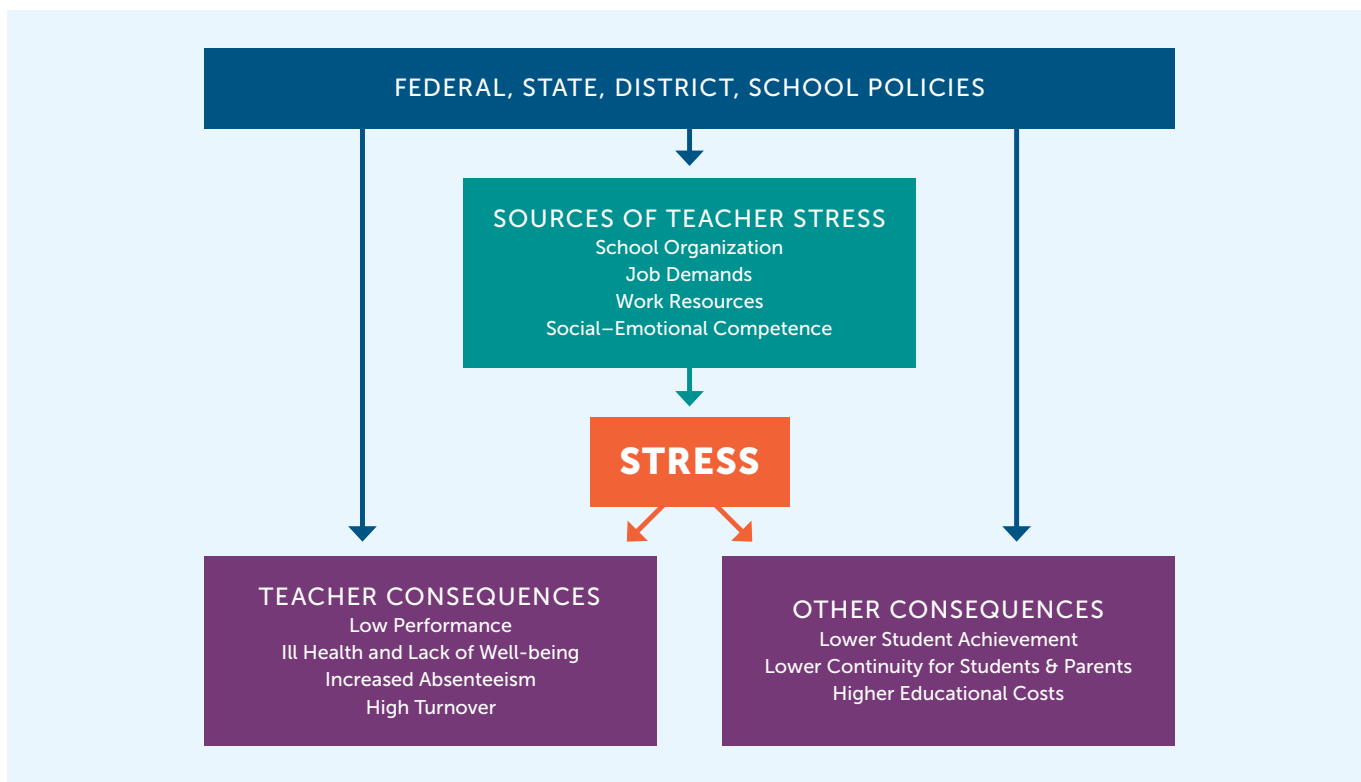 FEDERAL, STATE, DISTRICT, SCHOOL POLICIES
SOURCES OF TEACHER STRESS
School Organization
Job Demands
Work Resources
Social–Emotional Competence
STRESS
TEACHER CONSEQUENCES
Low Performance
Ill Health and Lack of Well-being
Increased Absenteeism
High Turnover
OTHER CONSEQUENCES
Lower Student Achievement
Lower Continuity for Students & Parents
Higher Educational Costs